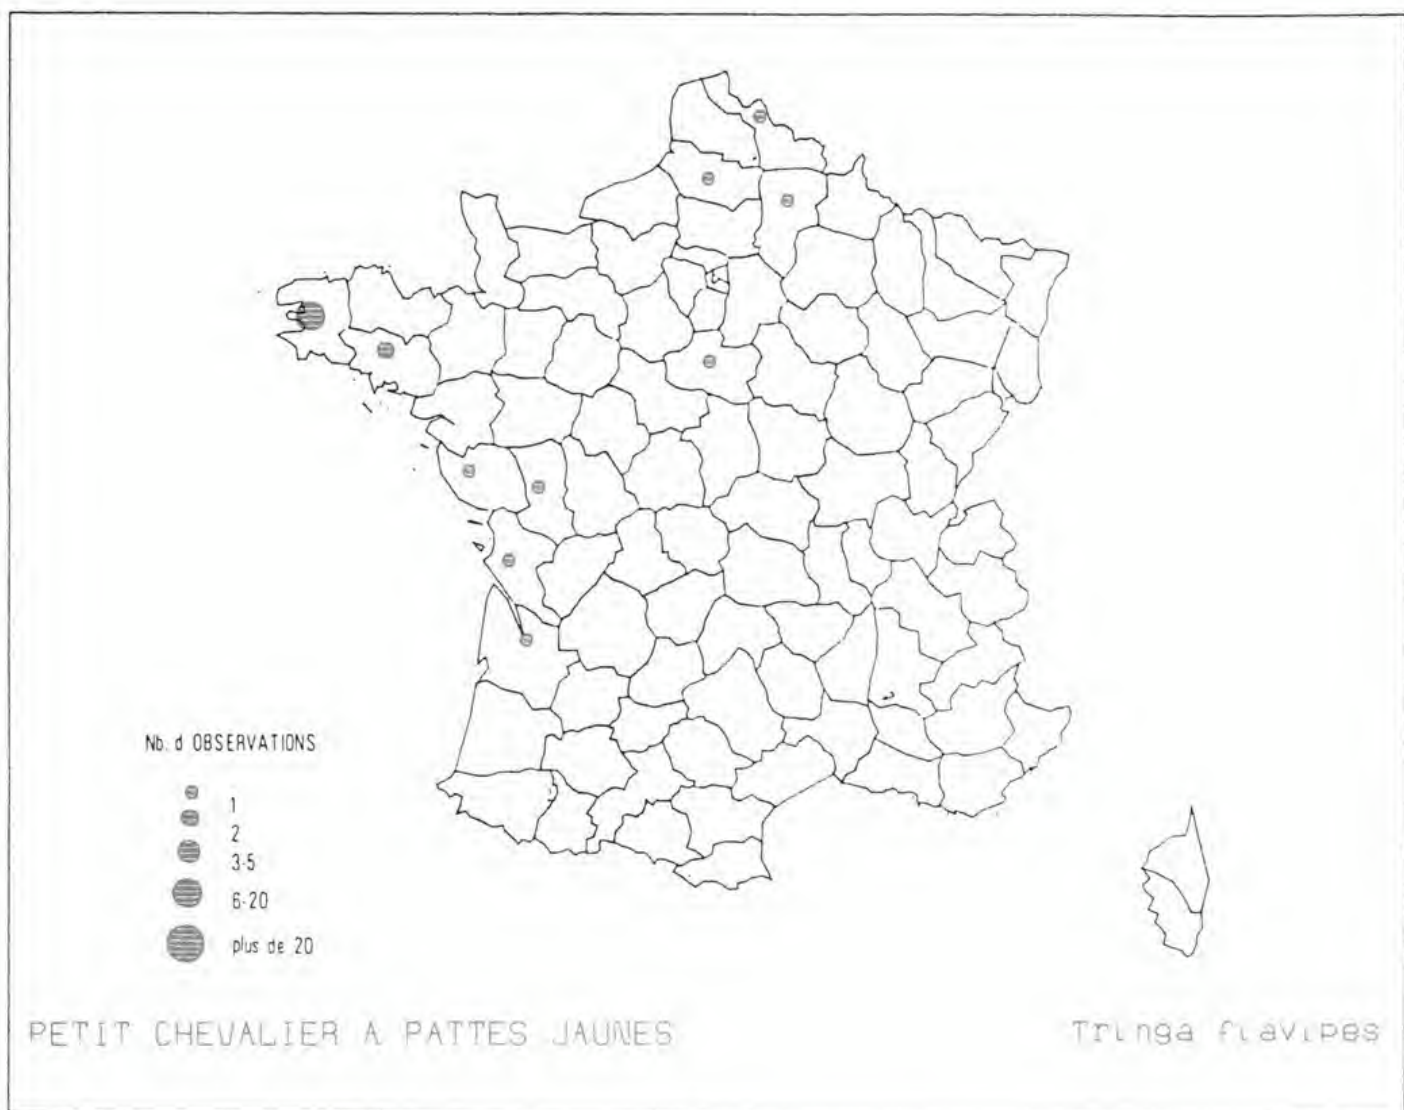 Nb. d OBSERVATIONS
1
2
3-5
6-20
plus de 20
PETIT CHEVALIER A PATTES JAUNES
Tringa flavipes